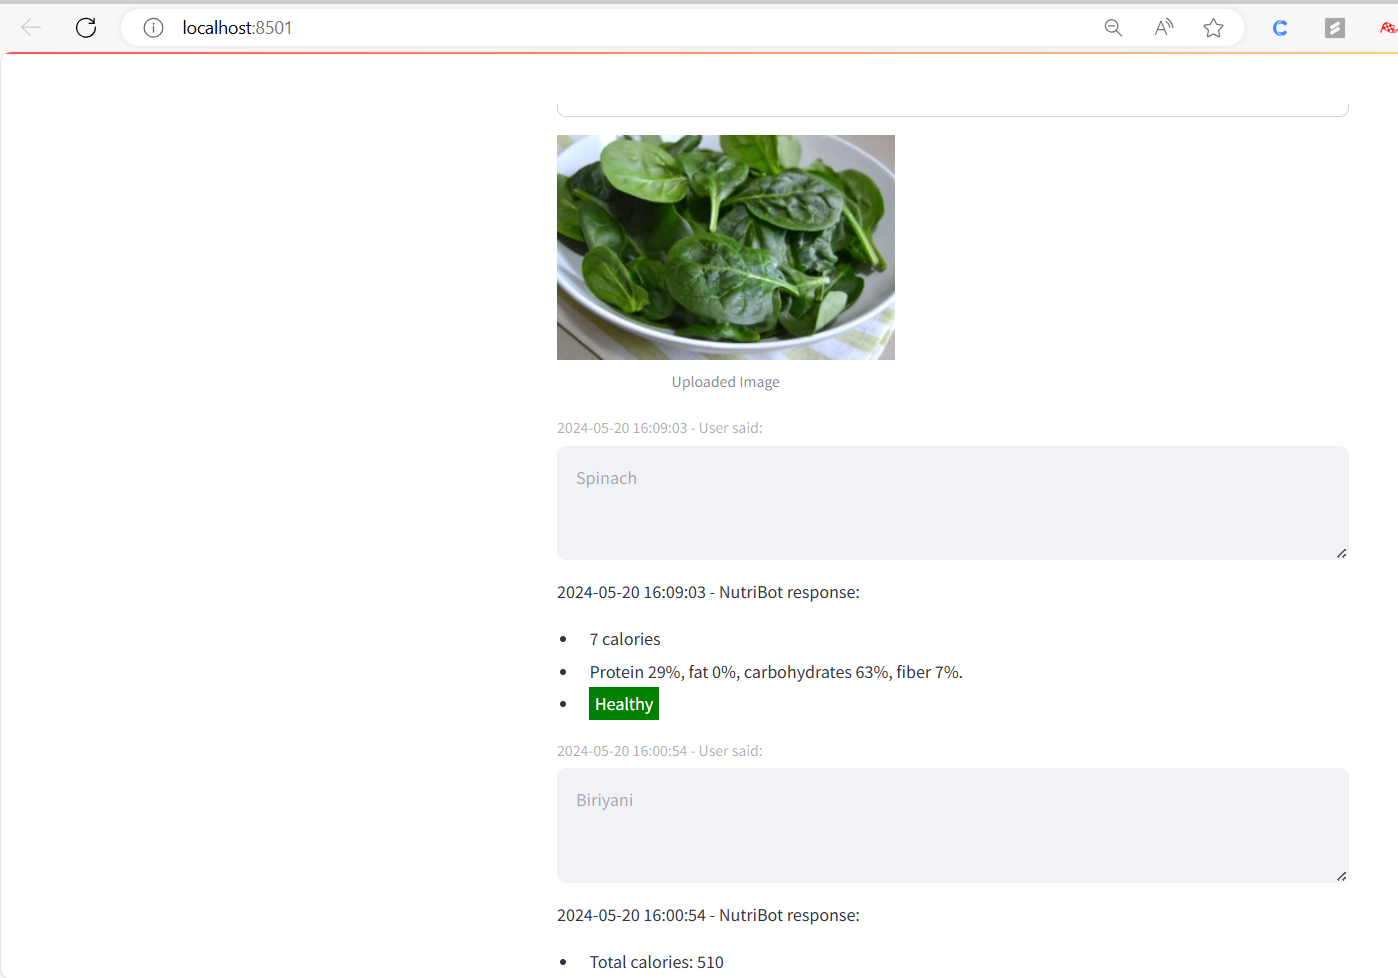 localhost:8501
Uploaded Image
2024-05-20 16:09:03 - User said:
Spinach
2024-05-20 16:09:03 - NutriBot response:
• 7 calories
• Protein 29%, fat 0%, carbohydrates 63%, fiber 7%.
• Healthy
2024-05-20 16:00:54 - User said:
Biriyani
2024-05-20 16:00:54 - NutriBot response:
• Total calories: 510